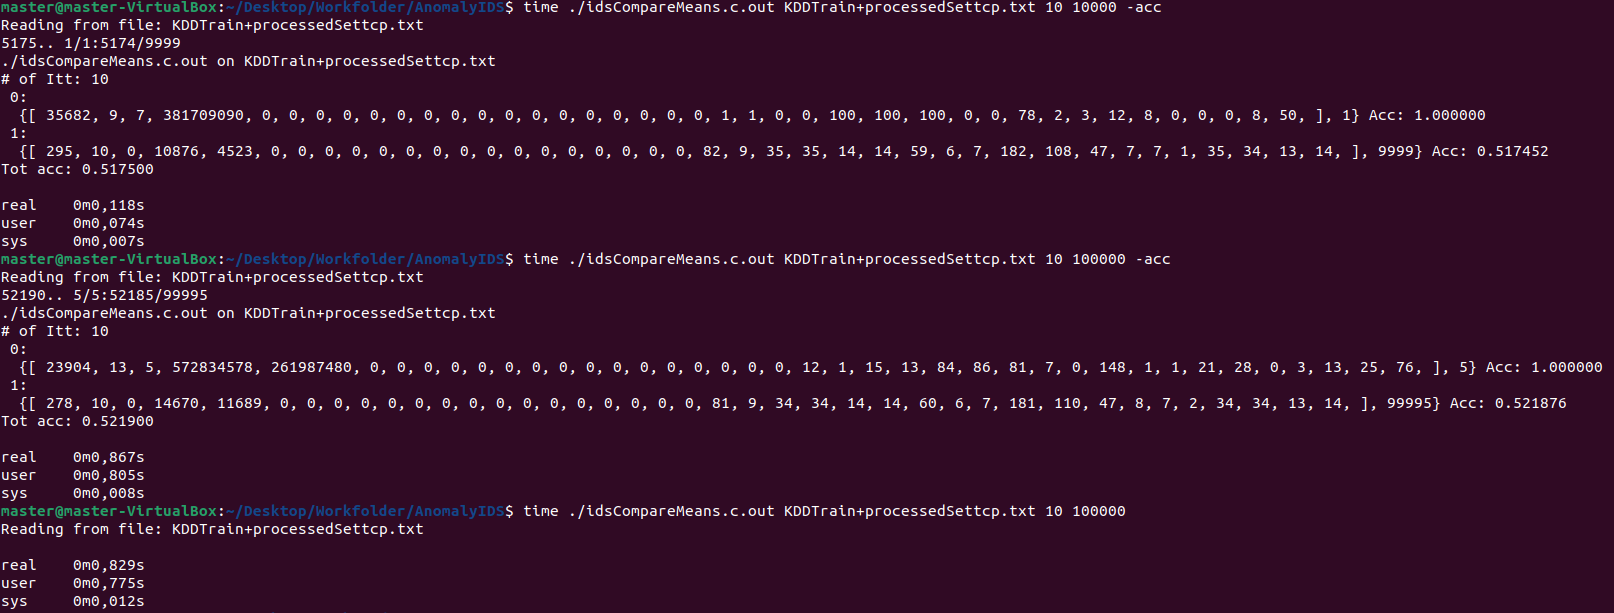 master@master-VirtualBox:~/Desktop/Workfolder/AnomalyIDS$ time ./idsCompareMeans.c.out KDDTrain+processedSettcp.txt 10 10000 -acc
Reading from file: KDDTrain+processedSettcp.txt
5175.. 1/1:5174/9999
./idsCompareMeans.c.out on KDDTrain+processedSettcp.txt
# of Itt: 10
 0:
  {[ 35682, 9, 7, 381709090, 0, 0, 0, 0, 0, 0, 0, 0, 0, 0, 0, 0, 0, 0, 0, 0, 0, 1, 1, 0, 0, 100, 100, 100, 0, 0, 78, 2, 3, 12, 8, 0, 0, 0, 8, 50, ], 1} Acc: 1.000000
 1:
  {[ 295, 10, 0, 10876, 4523, 0, 0, 0, 0, 0, 0, 0, 0, 0, 0, 0, 0, 0, 0, 0, 0, 82, 9, 35, 35, 14, 14, 59, 6, 7, 182, 108, 47, 7, 7, 1, 35, 34, 13, 14, ], 9999} Acc: 0.517452
Tot acc: 0.517500

real    0m0,118s
user    0m0,074s
sys     0m0,007s
master@master-VirtualBox:~/Desktop/Workfolder/AnomalyIDS$ time ./idsCompareMeans.c.out KDDTrain+processedSettcp.txt 10 100000 -acc
Reading from file: KDDTrain+processedSettcp.txt
52190.. 5/5:52185/99995
./idsCompareMeans.c.out on KDDTrain+processedSettcp.txt
# of Itt: 10
 0:
  {[ 23904, 13, 5, 572834578, 261987480, 0, 0, 0, 0, 0, 0, 0, 0, 0, 0, 0, 0, 0, 0, 0, 0, 12, 1, 15, 13, 84, 86, 81, 7, 0, 148, 1, 1, 21, 28, 0, 3, 13, 25, 76, ], 5} Acc: 1.000000
 1:
  {[ 278, 10, 0, 14670, 11689, 0, 0, 0, 0, 0, 0, 0, 0, 0, 0, 0, 0, 0, 0, 0, 0, 81, 9, 34, 34, 14, 14, 60, 6, 7, 181, 110, 47, 8, 7, 2, 34, 34, 13, 14, ], 99995} Acc: 0.521876
Tot acc: 0.521900

real    0m0,867s
user    0m0,805s
sys     0m0,008s
master@master-VirtualBox:~/Desktop/Workfolder/AnomalyIDS$ time ./idsCompareMeans.c.out KDDTrain+processedSettcp.txt 10 100000
Reading from file: KDDTrain+processedSettcp.txt

real    0m0,829s
user    0m0,775s
sys     0m0,012s